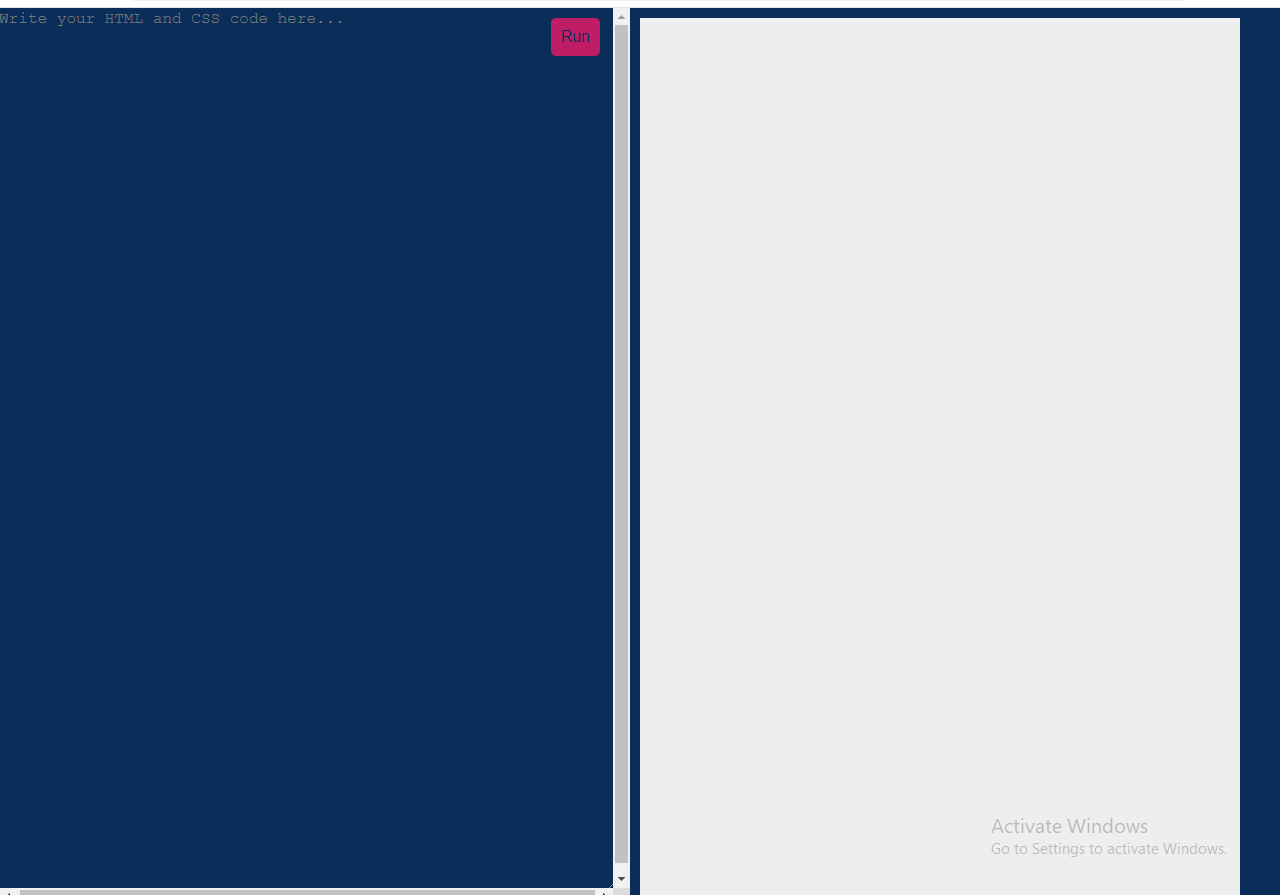 Write your HTML and CSS code here...
Run
Activate Windows
Go to Settings to activate Windows.